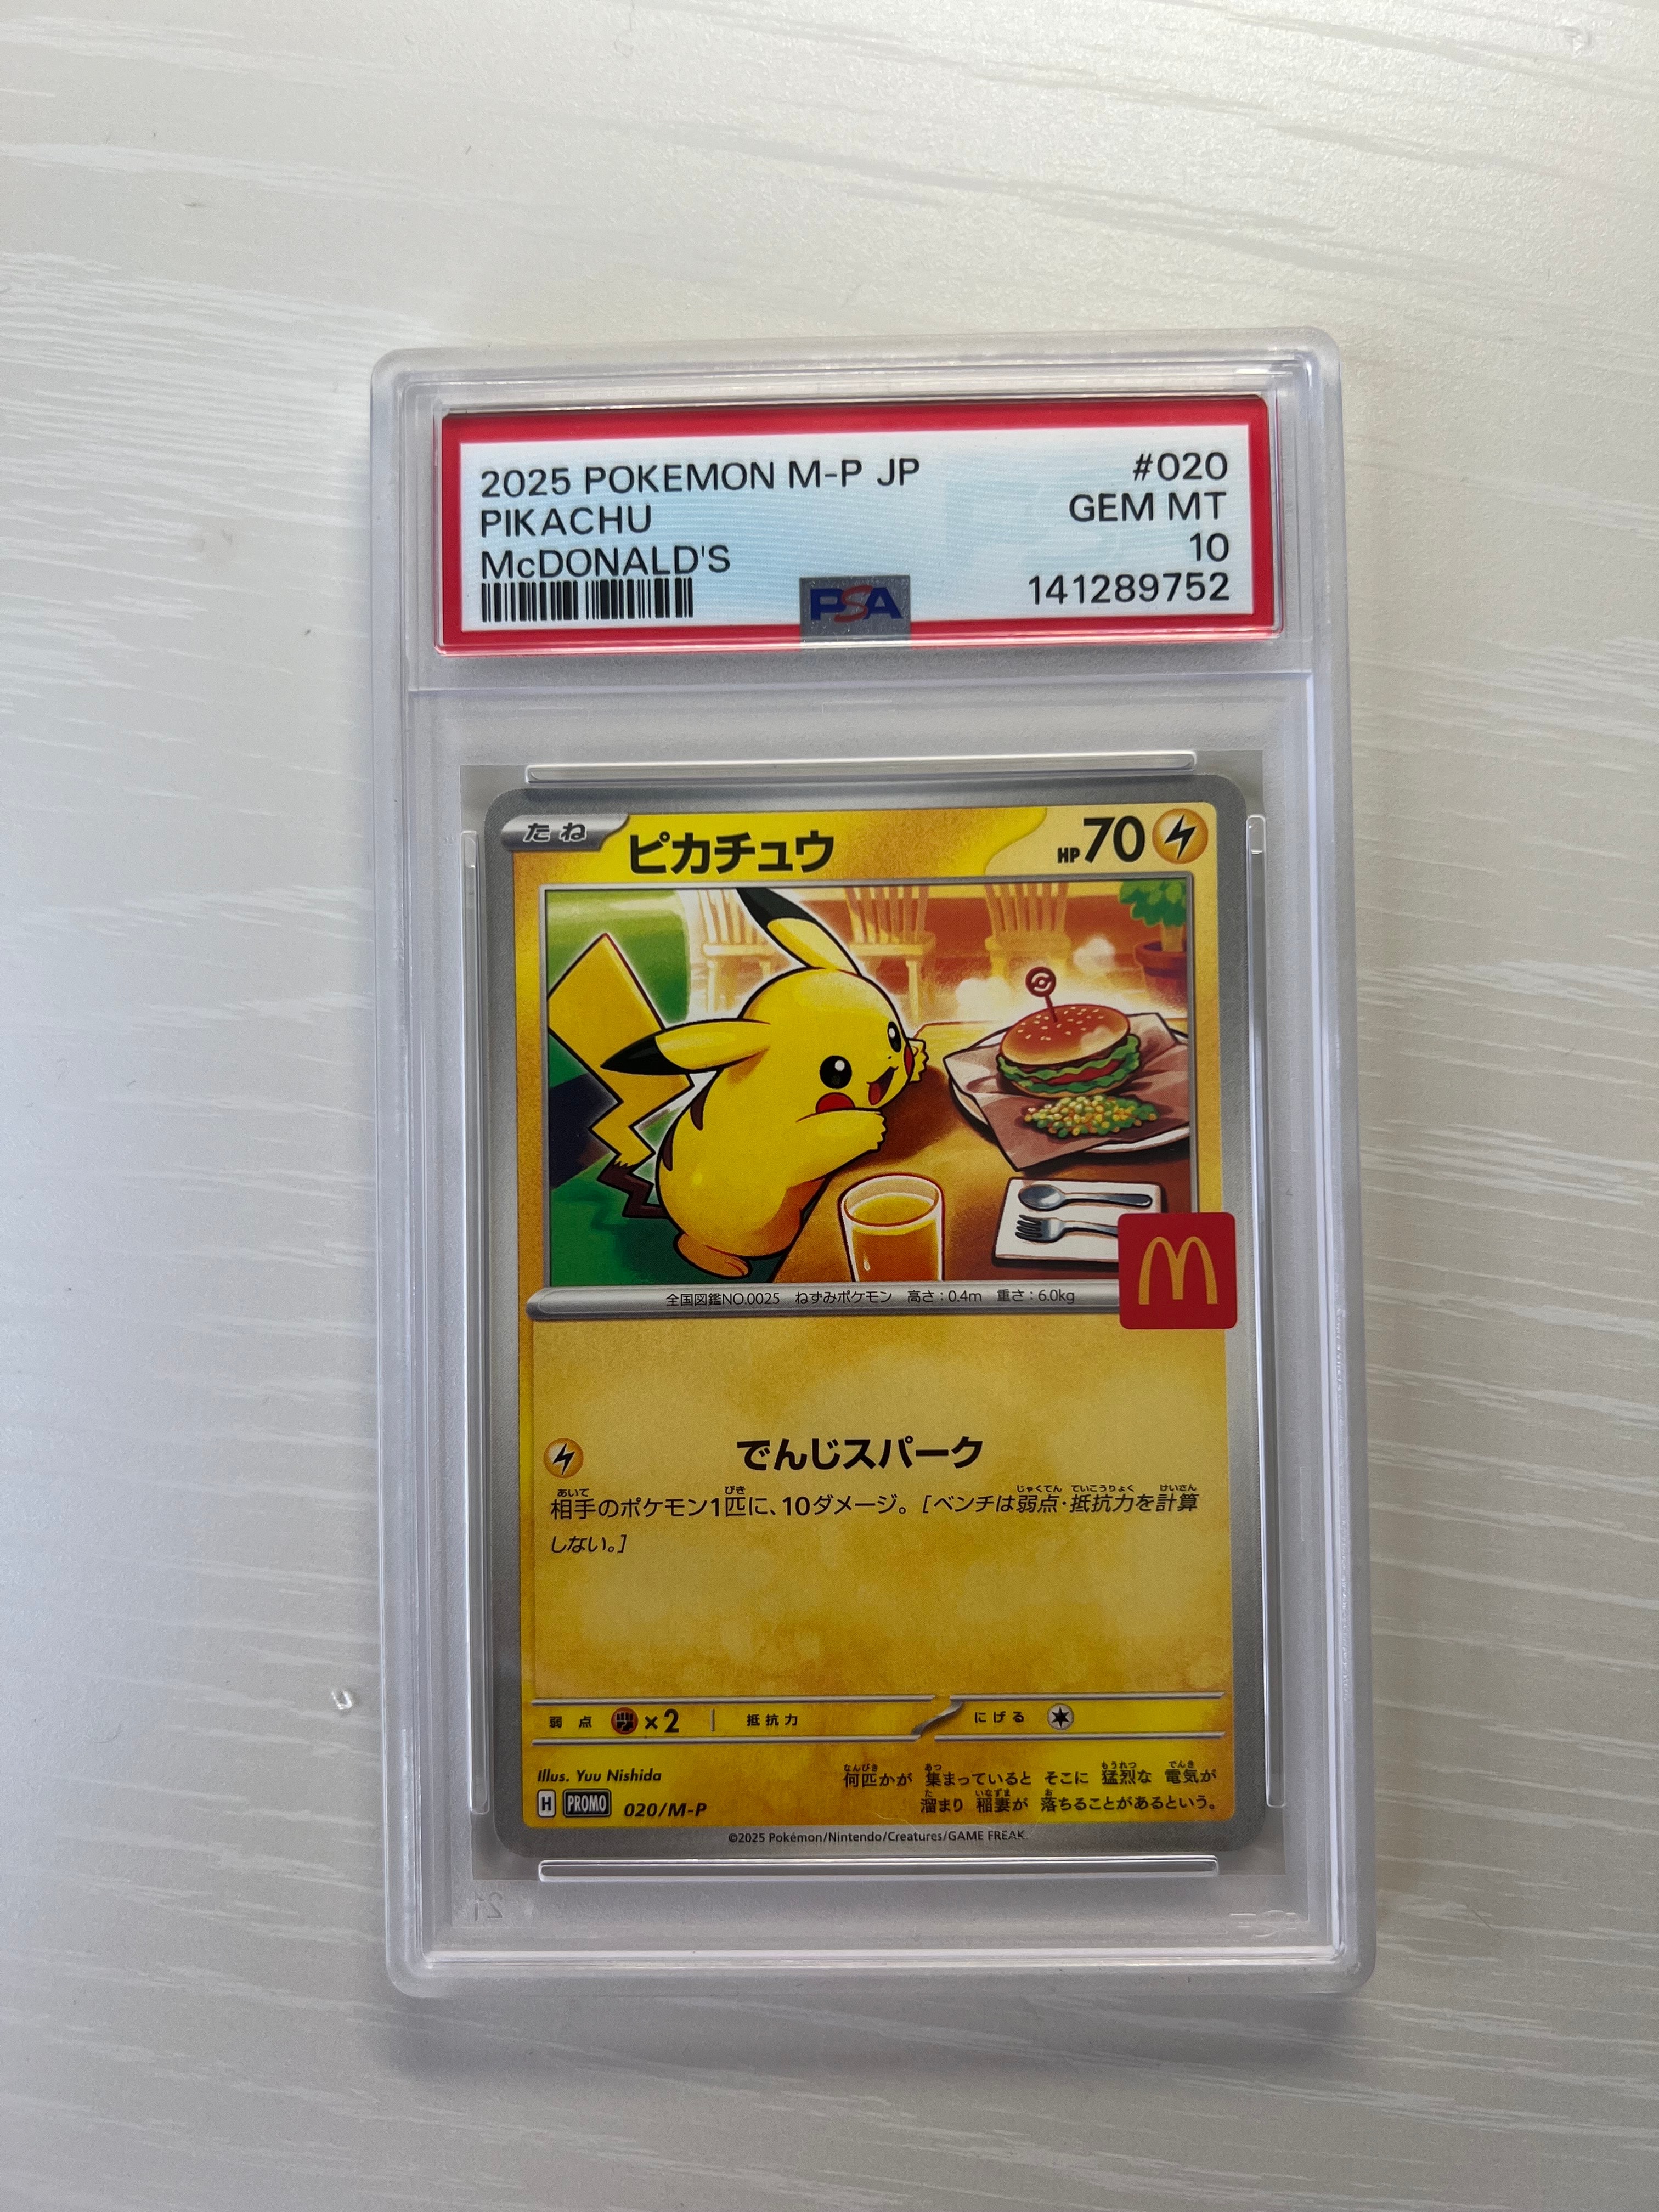 2025 POKEMON M-P JP #020
PIKACHU GEM MT
McDONALD'S 10
PSA 141289752
たね ピカチュウ HP70
全国図鑑NO.0025 ねずみポケモン 高さ:0.4m 重さ:6.0kg
M
でんじスパーク
相手のポケモン1匹に、10ダメージ。[ベンチは弱点・抵抗力を計算
しない。]
弱点 ×2 抵抗力 にげる
Illus. Yuu Nishida
何匹かが 集まっていると そこに 猛烈な 電気が
溜まり 稲妻が 落ちることがあるという。
H PROMO 020/M-P
©2025 Pokémon/Nintendo/Creatures/GAME FREAK.